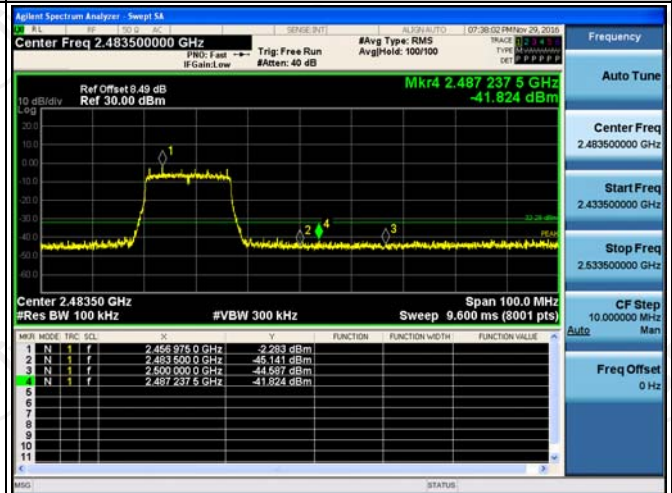 Agilent Spectrum Analyzer - Swept SA
RL RF 50 Ω AC SENSE:INT ALIGN AUTO 07:38:02 PM Nov 29, 2016
Center Freq 2.483500000 GHz
PNO: Fast
IFGain:Low
Trig: Free Run
#Atten: 40 dB
#Avg Type: RMS
Avg|Hold: 100/100
TRACE 1 2 3 4 5 6
TYPE
DET P P P P P P
Frequency
Auto Tune
Center Freq
2.483500000 GHz
Start Freq
2.433500000 GHz
Stop Freq
2.533500000 GHz
CF Step
10.000000 MHz
Auto Man
Freq Offset
0 Hz
Mkr4 2.487 237 5 GHz
-41.824 dBm
Ref Offset 8.49 dB
10 dB/div Ref 30.00 dBm
Log
20.0
10.0
0.00
-10.0
-20.0
-30.0
-40.0
-50.0
-60.0
1
2
4
3
PEAK
Center 2.48350 GHz
Span 100.0 MHz
#Res BW 100 kHz
#VBW 300 kHz
Sweep 9.600 ms (8001 pts)
MKR MODE TRC SCL X Y FUNCTION FUNCTION WIDTH FUNCTION VALUE
1 N 1 f 2.456 975 0 GHz -2.283 dBm
2 N 1 f 2.483 500 0 GHz -45.141 dBm
3 N 1 f 2.500 000 0 GHz -44.587 dBm
4 N 1 f 2.487 237 5 GHz -41.824 dBm
5
6
7
8
9
10
11
MSG STATUS